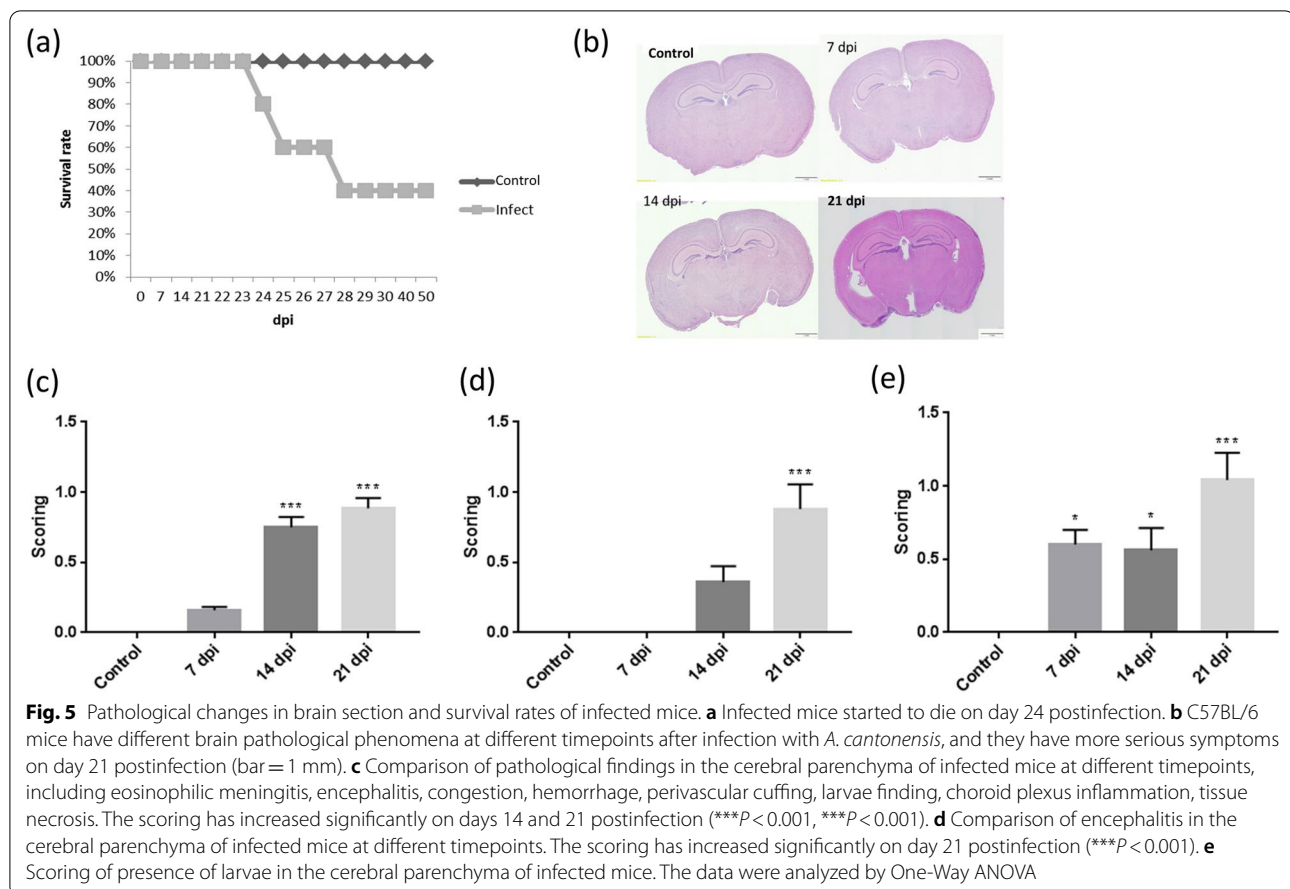 (a)
100%
90%
80%
70%
60%
50%
40%
30%
20%
10%
0%
Survival rate
0 7 14 21 22 23 24 25 26 27 28 29 30 40 50
dpi
Control
Infect
(b)
Control
7 dpi
14 dpi
21 dpi
(c)
1.5
1.0
0.5
0.0
Scoring
***
***
Control
7 dpi
14 dpi
21 dpi
(d)
1.5
1.0
0.5
0.0
Scoring
***
Control
7 dpi
14 dpi
21 dpi
(e)
1.5
1.0
0.5
0.0
Scoring
*
*
***
Control
7 dpi
14 dpi
21 dpi
Fig. 5 Pathological changes in brain section and survival rates of infected mice. a Infected mice started to die on day 24 postinfection. b C57BL/6
mice have different brain pathological phenomena at different timepoints after infection with A. cantonensis, and they have more serious symptoms
on day 21 postinfection (bar = 1 mm). c Comparison of pathological findings in the cerebral parenchyma of infected mice at different timepoints,
including eosinophilic meningitis, encephalitis, congestion, hemorrhage, perivascular cuffing, larvae finding, choroid plexus inflammation, tissue
necrosis. The scoring has increased significantly on days 14 and 21 postinfection (***P < 0.001, ***P < 0.001). d Comparison of encephalitis in the
cerebral parenchyma of infected mice at different timepoints. The scoring has increased significantly on day 21 postinfection (***P < 0.001). e
Scoring of presence of larvae in the cerebral parenchyma of infected mice. The data were analyzed by One-Way ANOVA